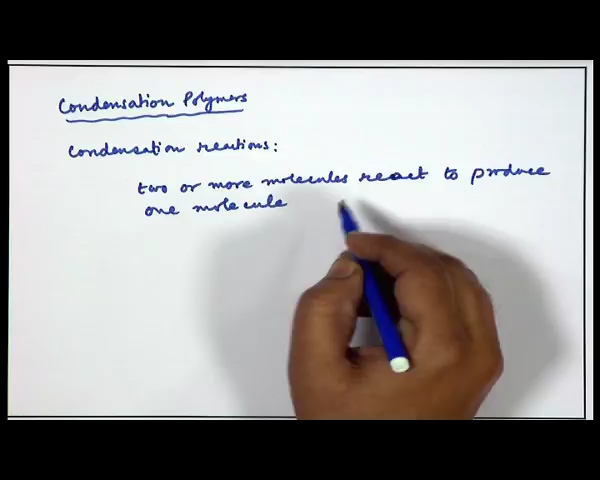 Condensation Polymers
Condensation reactions:
two or more molecules react to produce
one molecule